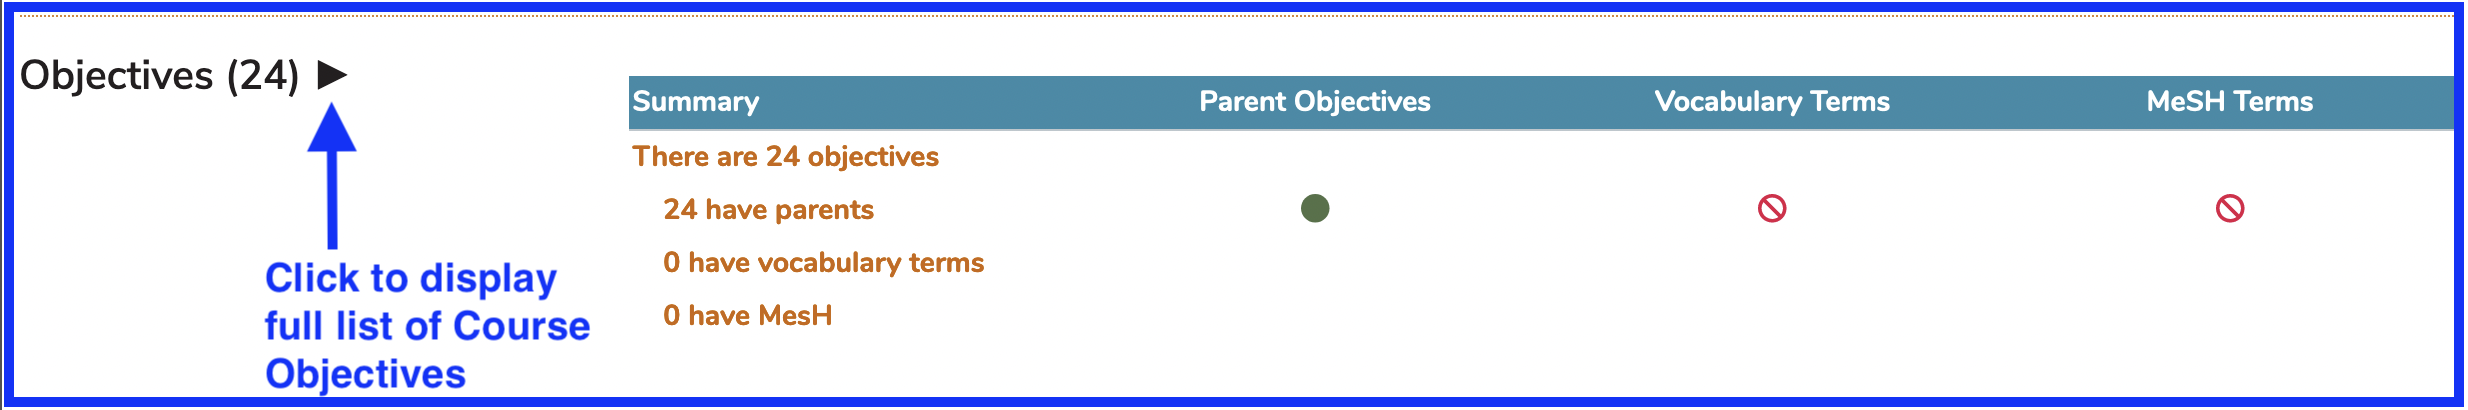 Objectives (24)
Summary Parent Objectives Vocabulary Terms MeSH Terms
There are 24 objectives
24 have parents
0 have vocabulary terms
0 have MesH
Click to display
full list of Course
Objectives